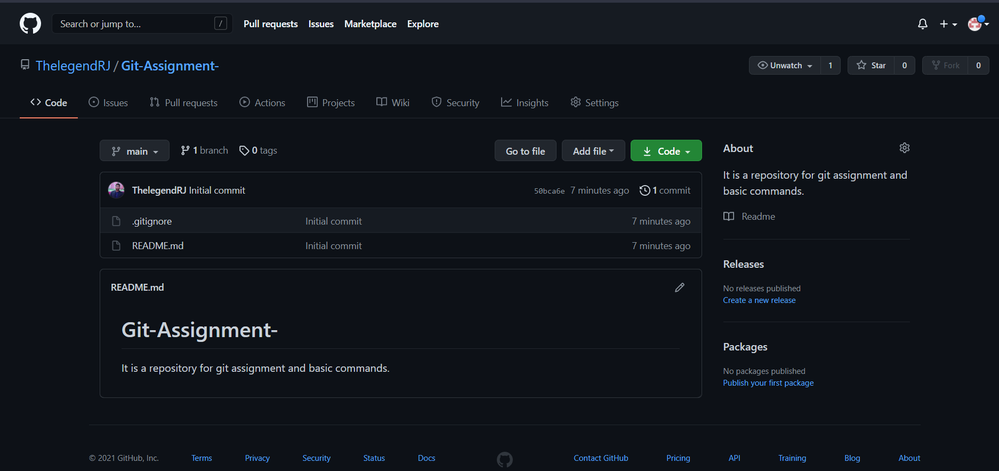 Search or jump to... /
Pull requests Issues Marketplace Explore
ThelegendRJ / Git-Assignment-
Unwatch 1 Star 0 Fork 0
Code Issues Pull requests Actions Projects Wiki Security Insights Settings
main 1 branch 0 tags
Go to file Add file Code
ThelegendRJ Initial commit 50bca6e 7 minutes ago 1 commit
.gitignore Initial commit 7 minutes ago
README.md Initial commit 7 minutes ago
README.md
Git-Assignment-
It is a repository for git assignment and basic commands.
About
It is a repository for git assignment and
basic commands.
Readme
Releases
No releases published
Create a new release
Packages
No packages published
Publish your first package
© 2021 GitHub, Inc. Terms Privacy Security Status Docs Contact GitHub Pricing API Training Blog About